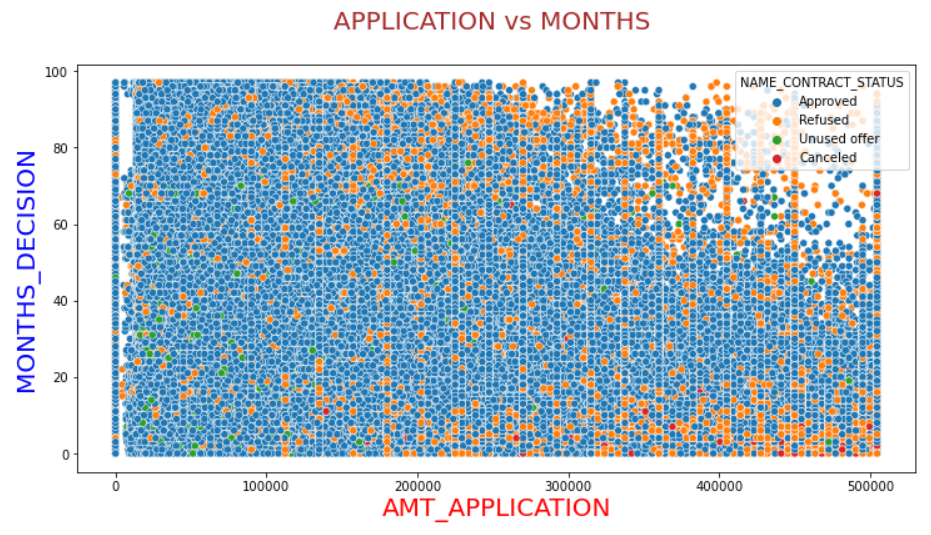 APPLICATION vs MONTHS
MONTHS_DECISION
100
80
60
40
20
0
NAME_CONTRACT_STATUS
Approved
Refused
Unused offer
Canceled
0 100000 200000 300000 400000 500000
AMT_APPLICATION